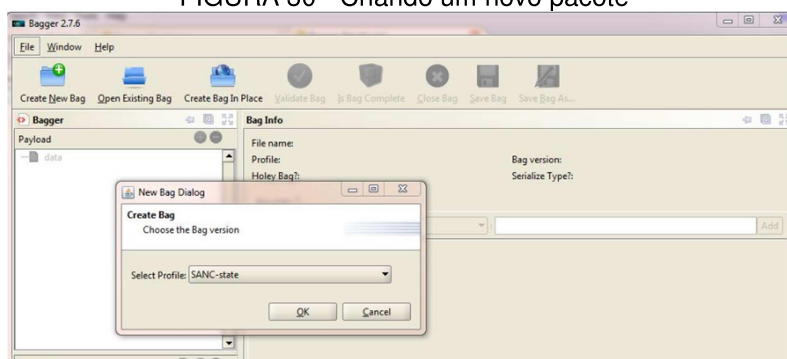 Bagger 2.7.6
File Window Help
Create New Bag Open Existing Bag Create Bag In Place Validate Bag Is Bag Complete Close Bag Save Bag Save Bag As...
Bagger
Payload
data
Bag Info
File name:
Profile:
Bag version:
Holey Bag?:
Serialize Type?:
Add
New Bag Dialog
Create Bag
Choose the Bag version
Select Profile: SANC-state
OK Cancel